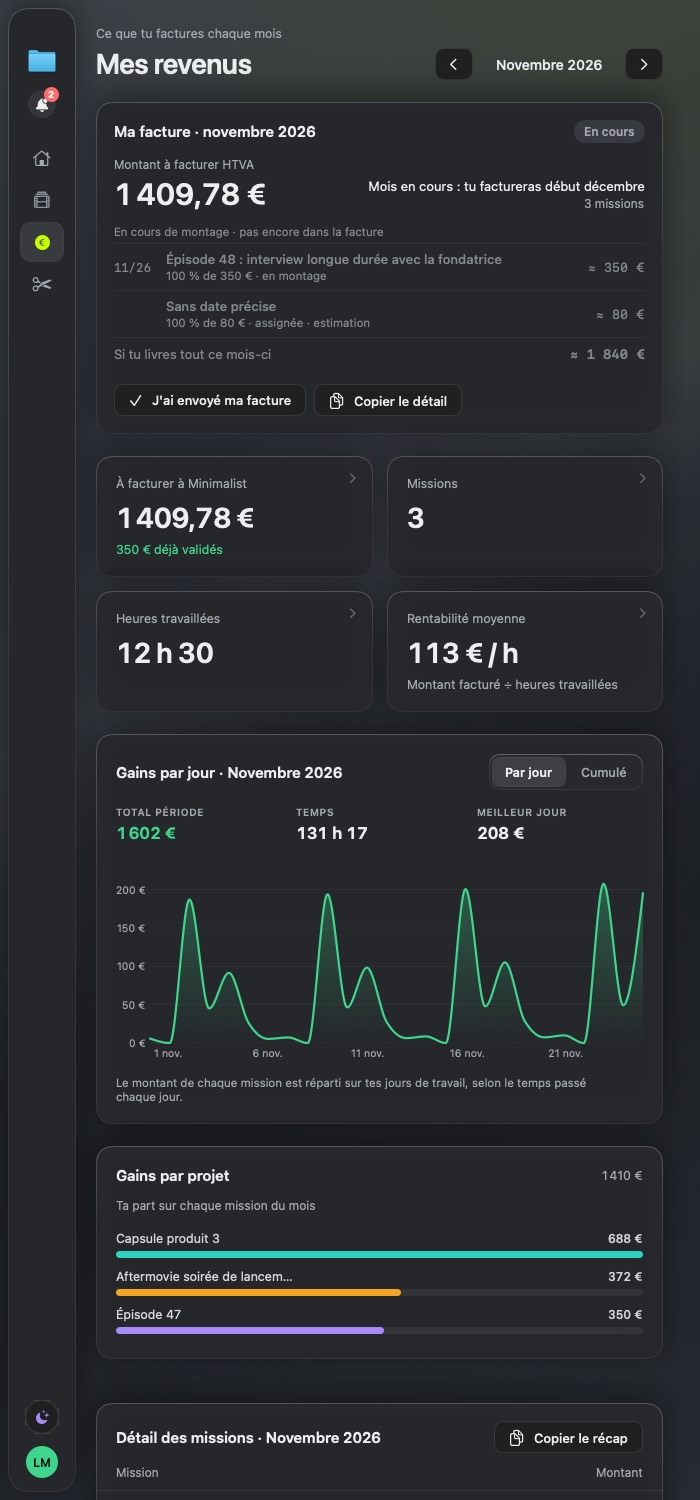 Ce que tu factures chaque mois
Mes revenus
Novembre 2026
2
€
Ma facture · novembre 2026
En cours
Montant à facturer HTVA
1 409,78 €
Mois en cours : tu factureras début décembre
3 missions
En cours de montage · pas encore dans la facture
11/26 Épisode 48 : interview longue durée avec la fondatrice ≈ 350 €
100 % de 350 € · en montage
Sans date précise ≈ 80 €
100 % de 80 € · assignée · estimation
Si tu livres tout ce mois-ci ≈ 1 840 €
J'ai envoyé ma facture
Copier le détail
À facturer à Minimalist
1 409,78 €
350 € déjà validés
Missions
3
Heures travaillées
12 h 30
Rentabilité moyenne
113 € / h
Montant facturé ÷ heures travaillées
Gains par jour · Novembre 2026
Par jour Cumulé
TOTAL PÉRIODE TEMPS MEILLEUR JOUR
1 602 € 131 h 17 208 €
200 €
150 €
100 €
50 €
0 €
1 nov. 6 nov. 11 nov. 16 nov. 21 nov.
Le montant de chaque mission est réparti sur tes jours de travail, selon le temps passé
chaque jour.
Gains par projet 1 410 €
Ta part sur chaque mission du mois
Capsule produit 3 688 €
Aftermovie soirée de lancem... 372 €
Épisode 47 350 €
LM
Détail des missions · Novembre 2026
Copier le récap
Mission Montant